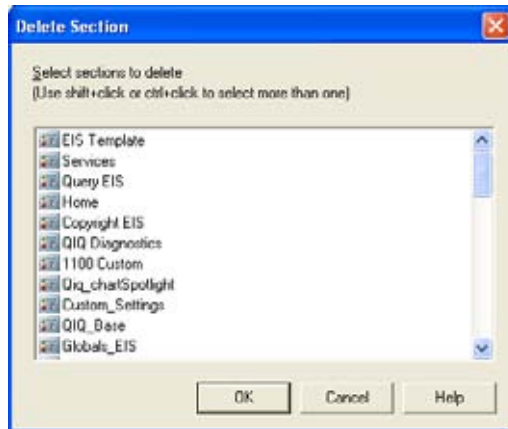 Delete Section
Select sections to delete
(Use shift+click or ctrl+click to select more than one)
EIS Template
Services
Query EIS
Home
Copyright EIS
QIQ Diagnostics
1100 Custom
Qiq_chartSpotlight
Custom_Settings
QIQ_Base
Globals_EIS
OK
Cancel
Help